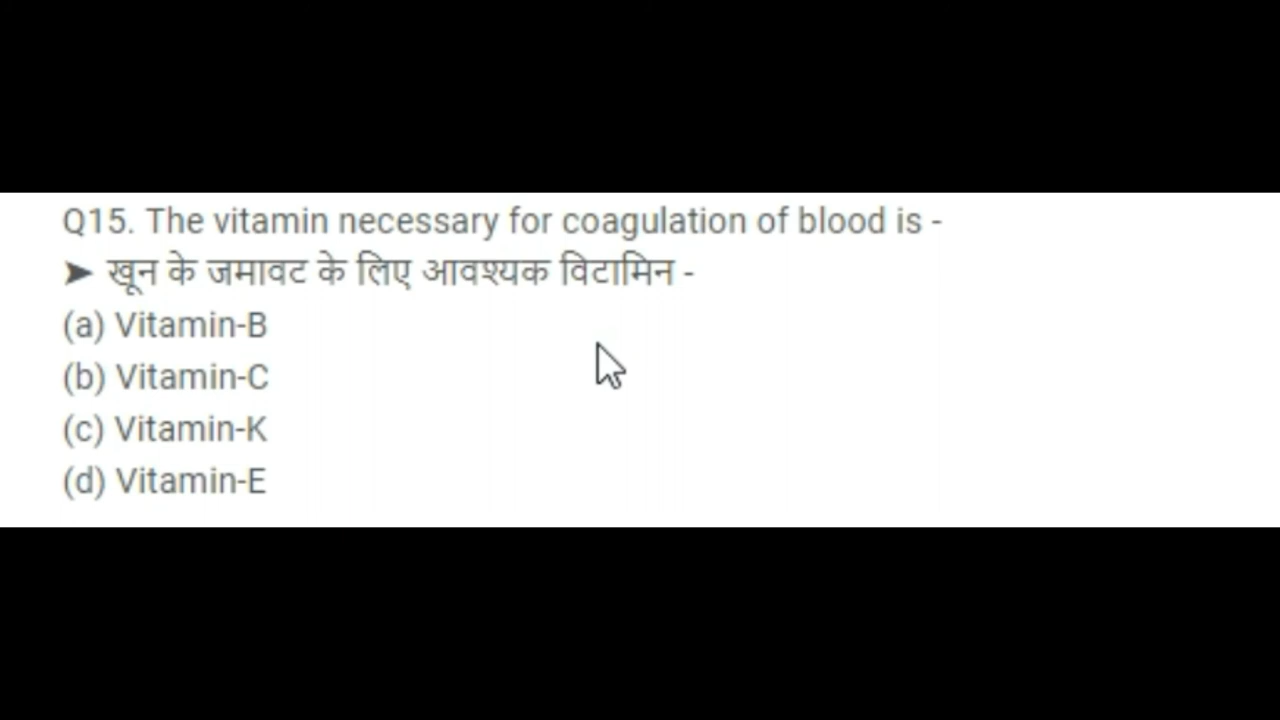 Q15. The vitamin necessary for coagulation of blood is -
➤ खून के जमावट के लिए आवश्यक विटामिन -
(a) Vitamin-B
(b) Vitamin-C
(c) Vitamin-K
(d) Vitamin-E